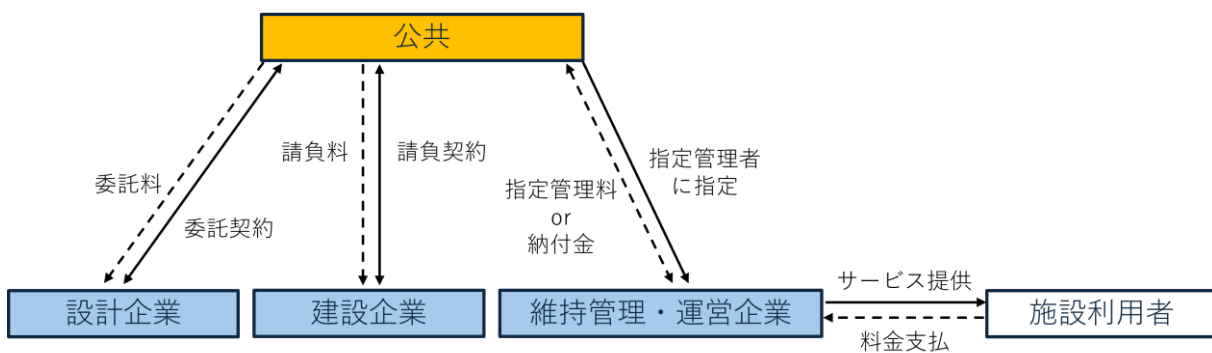 公共
委託料
委託契約
請負料
請負契約
指定管理料
or
納付金
指定管理者
に指定
設計企業
建設企業
維持管理・運営企業
サービス提供
料金支払
施設利用者